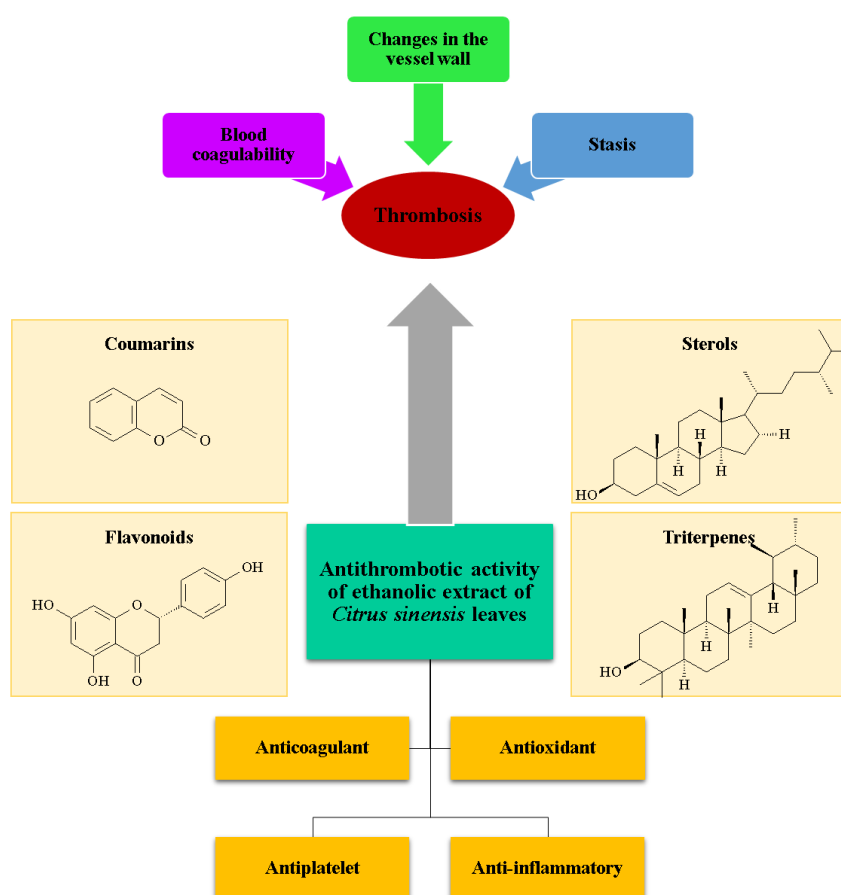 Changes in the
vessel wall
Blood
coagulability
Stasis
Thrombosis
Coumarins
O
O
Sterols
H
H
H
H
HO
Flavonoids
OH
HO
O
OH
O
Antithrombotic activity
of ethanolic extract of
Citrus sinensis leaves
Triterpenes
H
H
HO
H
Anticoagulant
Antioxidant
Antiplatelet
Anti-inflammatory